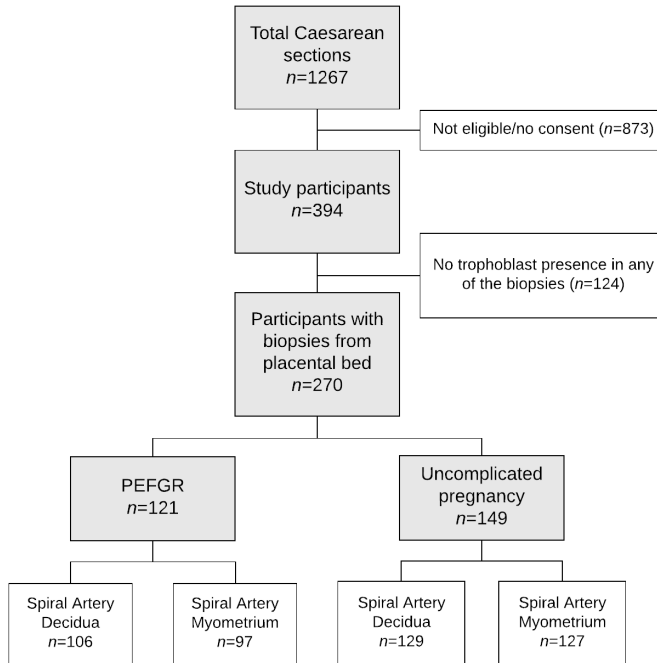 Total Caesarean
sections
n=1267
Not eligible/no consent (n=873)
Study participants
n=394
No trophoblast presence in any
of the biopsies (n=124)
Participants with
biopsies from
placental bed
n=270
PEFGR
n=121
Uncomplicated
pregnancy
n=149
Spiral Artery
Decidua
n=106
Spiral Artery
Myometrium
n=97
Spiral Artery
Decidua
n=129
Spiral Artery
Myometrium
n=127